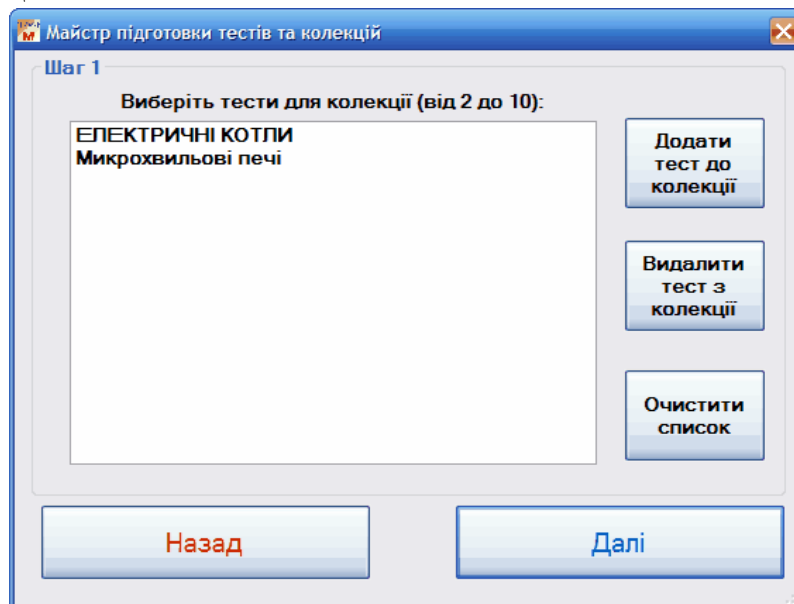 Майстр підготовки тестів та колекцій
Шаг 1
Виберіть тести для колекції (від 2 до 10):
ЕЛЕКТРИЧНІ КОТЛИ
Микрохвильові печі
Додати
тест до
колекції
Видалити
тест з
колекції
Очистити
список
Назад
Далі